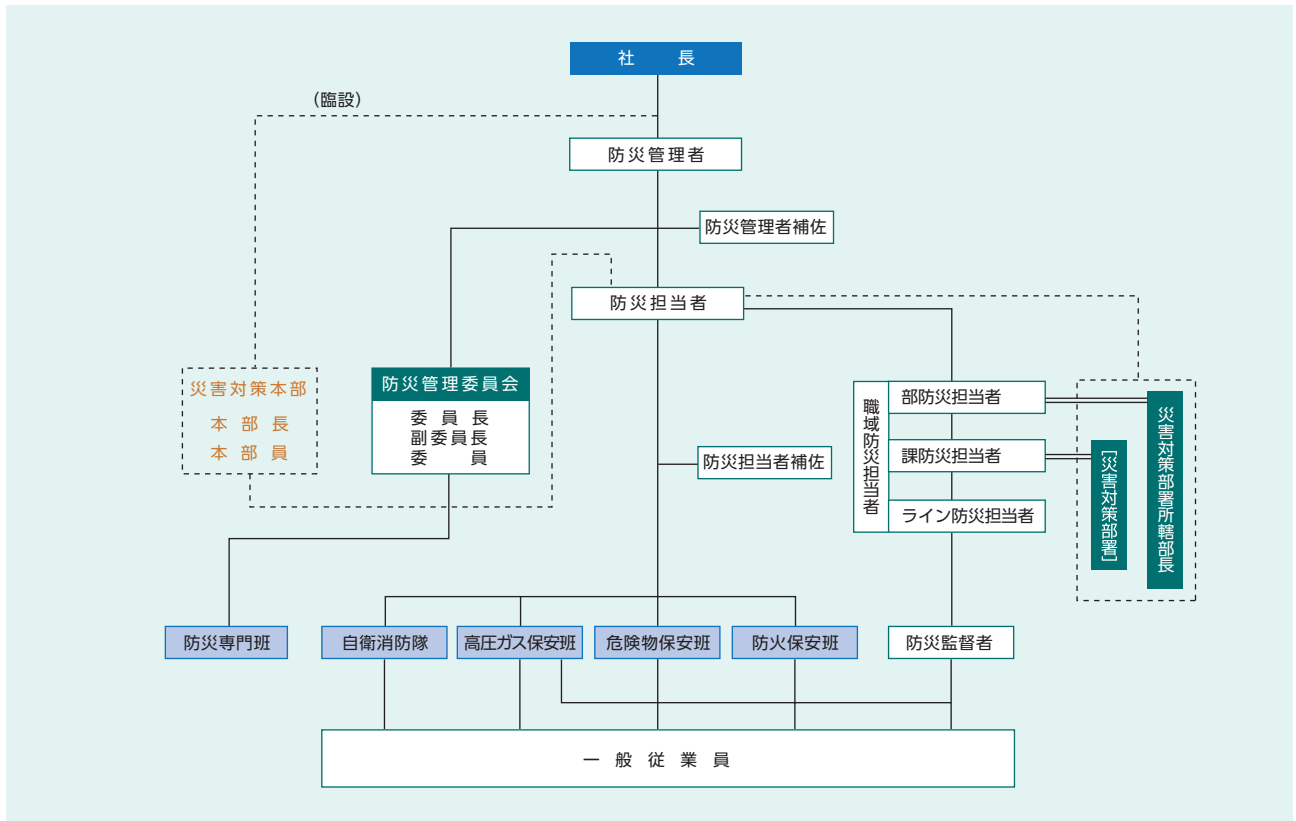 社長
（臨設）
防災管理者
防災管理者補佐
防災担当者
災害対策本部
本部長
本部員
防災管理委員会
委員長
副委員長
委員
防災担当者補佐
職域防災担当者
部防災担当者
課防災担当者
ライン防災担当者
［災害対策部署］
災害対策部署所轄部長
防災専門班
自衛消防隊
高圧ガス保安班
危険物保安班
防火保安班
防災監督者
一般従業員